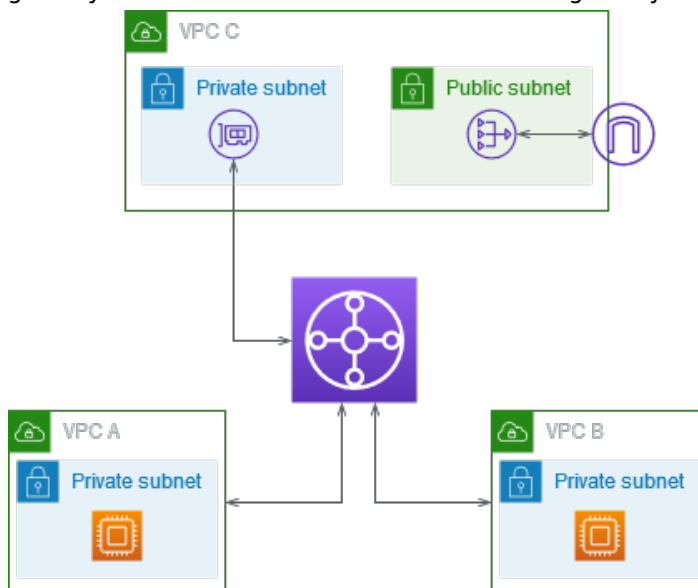 VPC C
Private subnet
Public subnet
VPC A
VPC B
Private subnet
Private subnet